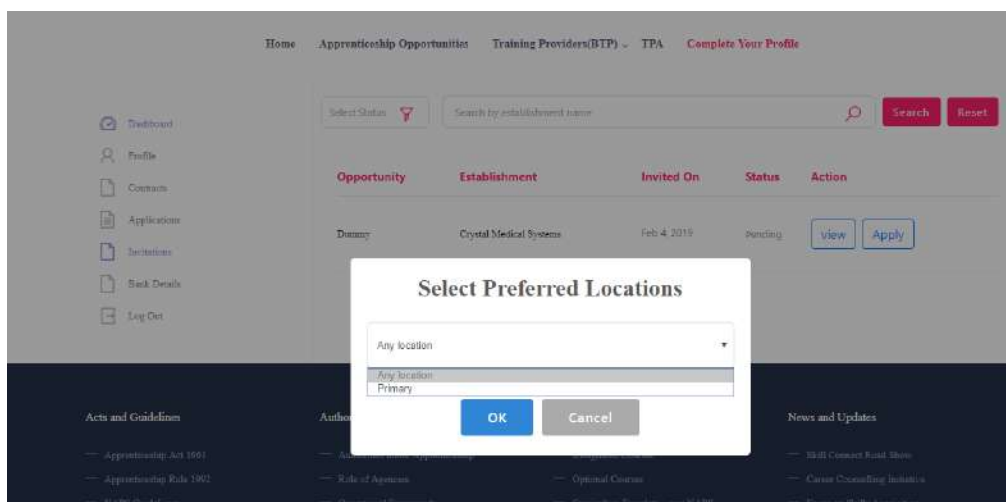 Home Apprenticeship Opportunities Training Providers(BTP) TPA Complete Your Profile
Select Status Search by establishment name Search Reset
Dashboard
Profile
Contracts
Applications
Invitations
Bank Details
Log Out
Opportunity Establishment Invited On Status Action
Dummy Crystal Medical Systems Feb 4, 2019 Pending view Apply
Select Preferred Locations
Any location
Any location
Primary
OK Cancel
Acts and Guidelines
— Apprenticeship Act 1961
— Apprenticeship Rule 1992
— Role of Agencies
— Optional Courses
News and Updates
— Skill Connect Road Show
— Career Counselling Initiative